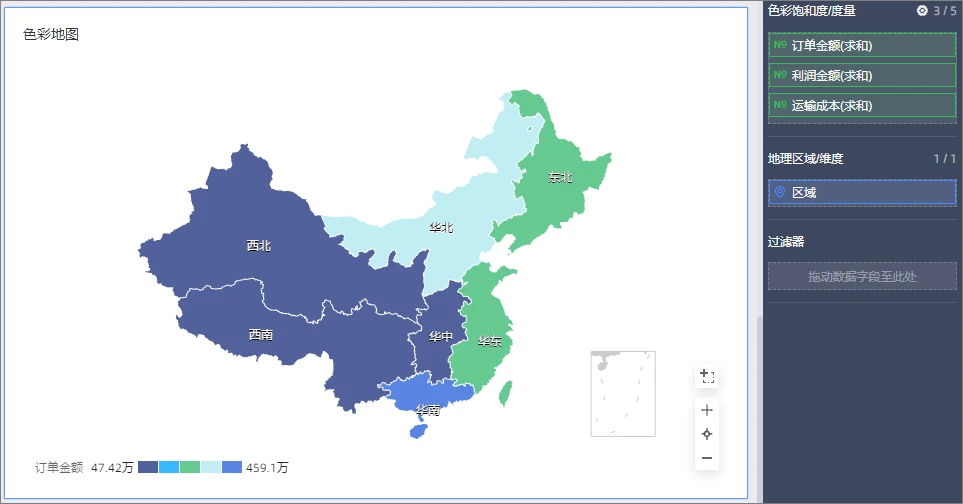 色彩地图
东北
华北
西北
西南
华中
华东
华南
订单金额 47.42万 459.1万
色彩饱和度/度量 3 / 5
Nº 订单金额(求和)
Nº 利润金额(求和)
Nº 运输成本(求和)
地理区域/维度 1 / 1
区域
过滤器
拖动数据字段至此处